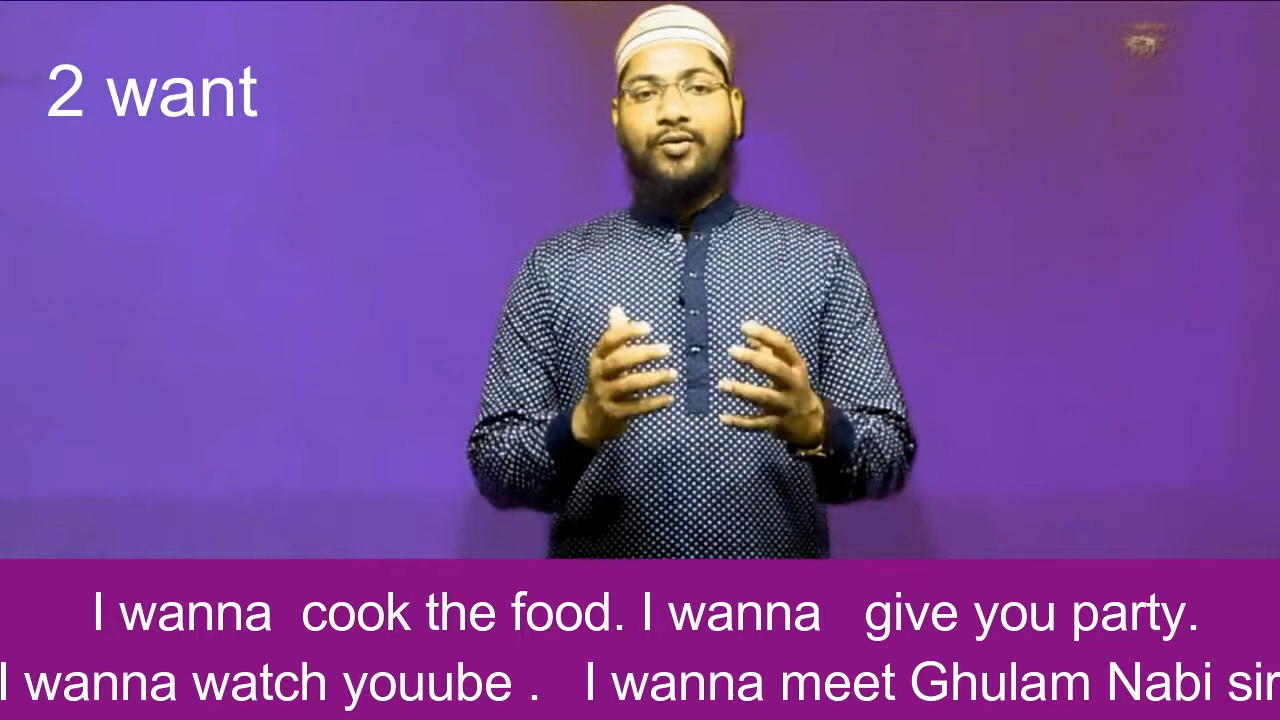 2 want
I wanna cook the food. I wanna give you party.
I wanna watch youube . I wanna meet Ghulam Nabi sir